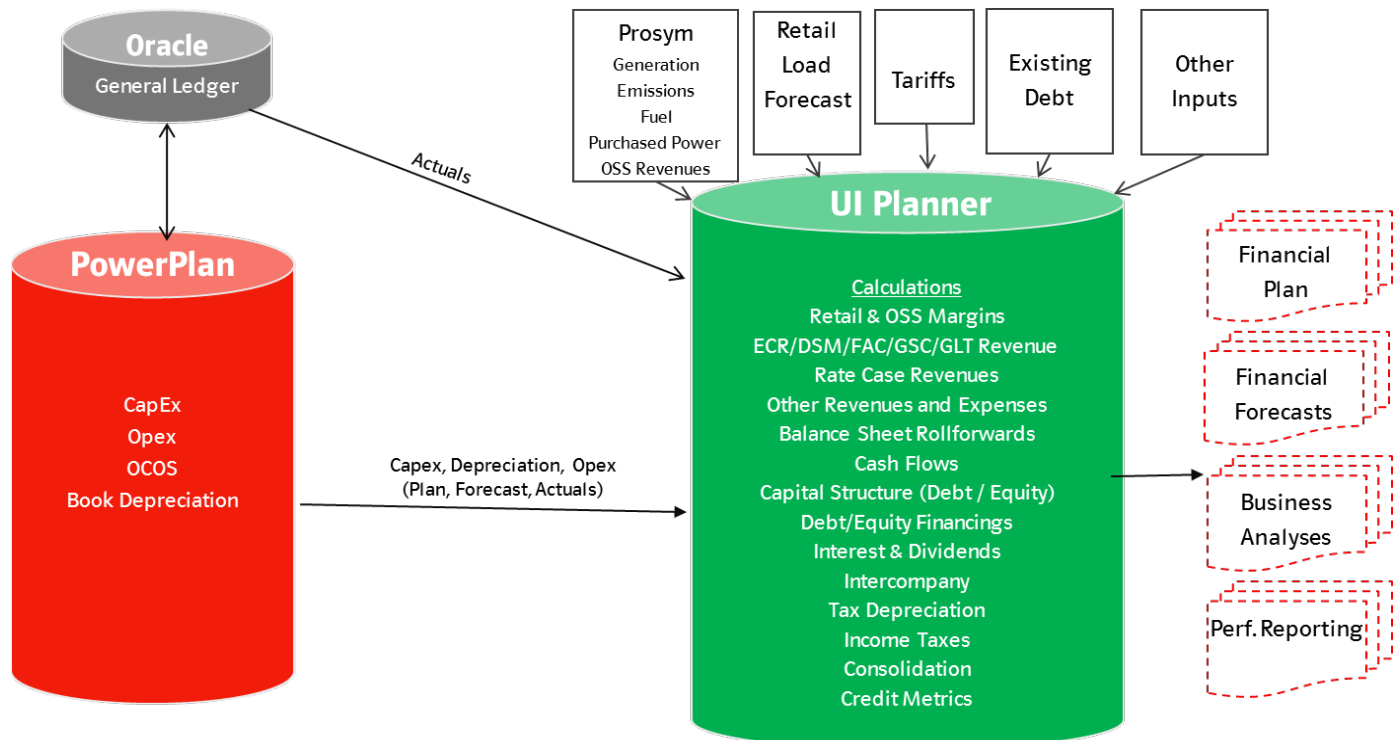 Oracle
General Ledger
Actuals
PowerPlan
CapEx
Opex
OCOS
Book Depreciation
Capex, Depreciation, Opex
(Plan, Forecast, Actuals)
Prosym
Generation
Emissions
Fuel
Purchased Power
OSS Revenues
Retail
Load
Forecast
Tariffs
Existing
Debt
Other
Inputs
UI Planner
Calculations
Retail & OSS Margins
ECR/DSM/FAC/GSC/GLT Revenue
Rate Case Revenues
Other Revenues and Expenses
Balance Sheet Rollforwards
Cash Flows
Capital Structure (Debt / Equity)
Debt/Equity Financings
Interest & Dividends
Intercompany
Tax Depreciation
Income Taxes
Consolidation
Credit Metrics
Financial
Plan
Financial
Forecasts
Business
Analyses
Perf. Reporting